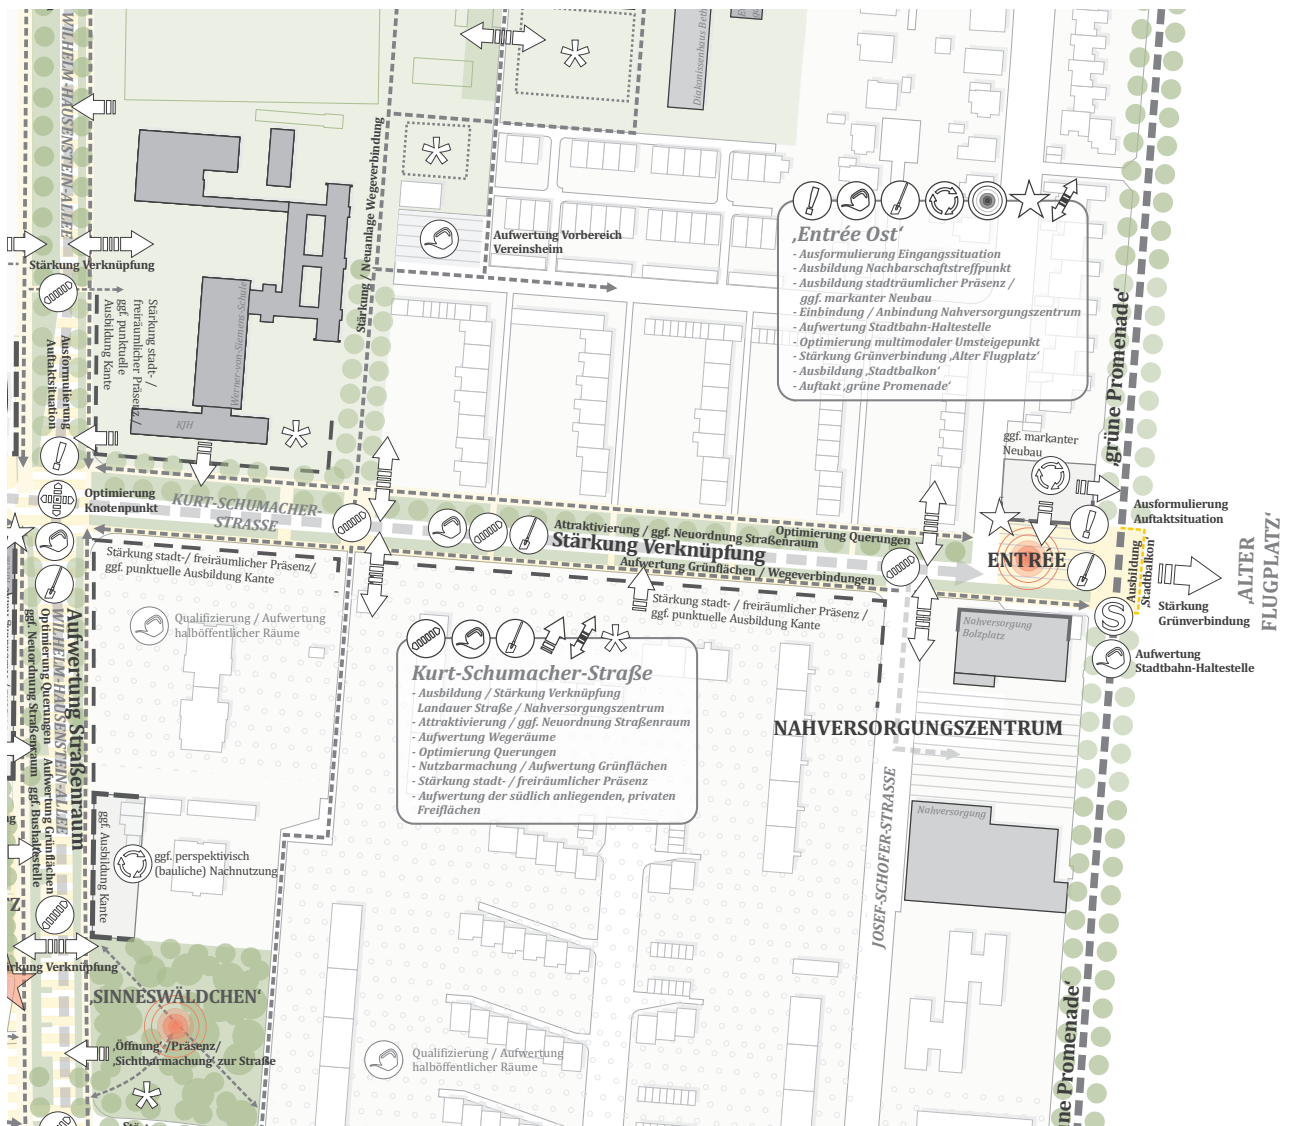 WILHELM-HAUSENSTEIN-ALLEE
Diakonissenhaus Beth
Stärkung / Neuanlage Wegeverbindung
Aufwertung Vorbereich
Vereinsheim
Stärkung Verknüpfung
Stärkung stadt- /
freiräumlicher Präsenz /
ggf. punktuelle
Ausbildung Kante
Ausformulierung
Auftaktsituation
Werner-von-Siemens-Schule
KJH
‚Entrée Ost‘
- Ausformulierung Eingangssituation
- Ausbildung Nachbarschaftstreffpunkt
- Ausbildung stadträumlicher Präsenz /
ggf. markanter Neubau
- Einbindung / Anbindung Nahversorgungszentrum
- Aufwertung Stadtbahn-Haltestelle
- Optimierung multimodaler Umsteigepunkt
- Stärkung Grünverbindung ‚Alter Flugplatz‘
- Ausbildung ‚Stadtbalkon‘
- Auftakt ‚grüne Promenade‘
‚grüne Promenade‘
ggf. markanter
Neubau
Optimierung
Knotenpunkt
KURT-SCHUMACHER-
STRASSE
Attraktivierung / ggf. Neuordnung Straßenraum
Stärkung Verknüpfung
Aufwertung Grünflächen / Wegeverbindungen
Optimierung Querungen
ENTRÉE
Ausformulierung
Auftaktsituation
Ausbildung
‚Stadtbalkon‘
‚ALTER
FLUGPLATZ‘
Stärkung
Grünverbindung
S
Aufwertung
Stadtbahn-Haltestelle
Stärkung stadt- / freiräumlicher Präsenz/
ggf. punktuelle Ausbildung Kante
Stärkung stadt- / freiräumlicher Präsenz /
ggf. punktuelle Ausbildung Kante
Qualifizierung / Aufwertung
halböffentlicher Räume
Nahversorgung
Bolzplatz
Kurt-Schumacher-Straße
- Ausbildung / Stärkung Verknüpfung
Landauer Straße / Nahversorgungszentrum
- Attraktivierung / ggf. Neuordnung Straßenraum
- Aufwertung Wegeräume
- Optimierung Querungen
- Nutzbarmachung / Aufwertung Grünflächen
- Stärkung stadt- / freiräumlicher Präsenz
- Aufwertung der südlich anliegenden, privaten
Freiflächen
NAHVERSORGUNGSZENTRUM
JOSEF-SCHOFER-STRASSE
Nahversorgung
Aufwertung Straßenraum
WILHELM-HAUSENSTEIN-ALLEE
Optimierung Querungen
Aufwertung Grünflächen
ggf. Neuordnung Straßenraum
ggf. Bushaltestelle
ggf. Ausbildung Kante
ggf. perspektivisch
(bauliche) Nachnutzung
ärkung Verknüpfung
‚SINNESWÄLDCHEN‘
‚Öffnung‘ /Präsenz/
‚Sichtbarmachung‘ zur Straße
Qualifizierung / Aufwertung
halböffentlicher Räume
ne Promenade‘